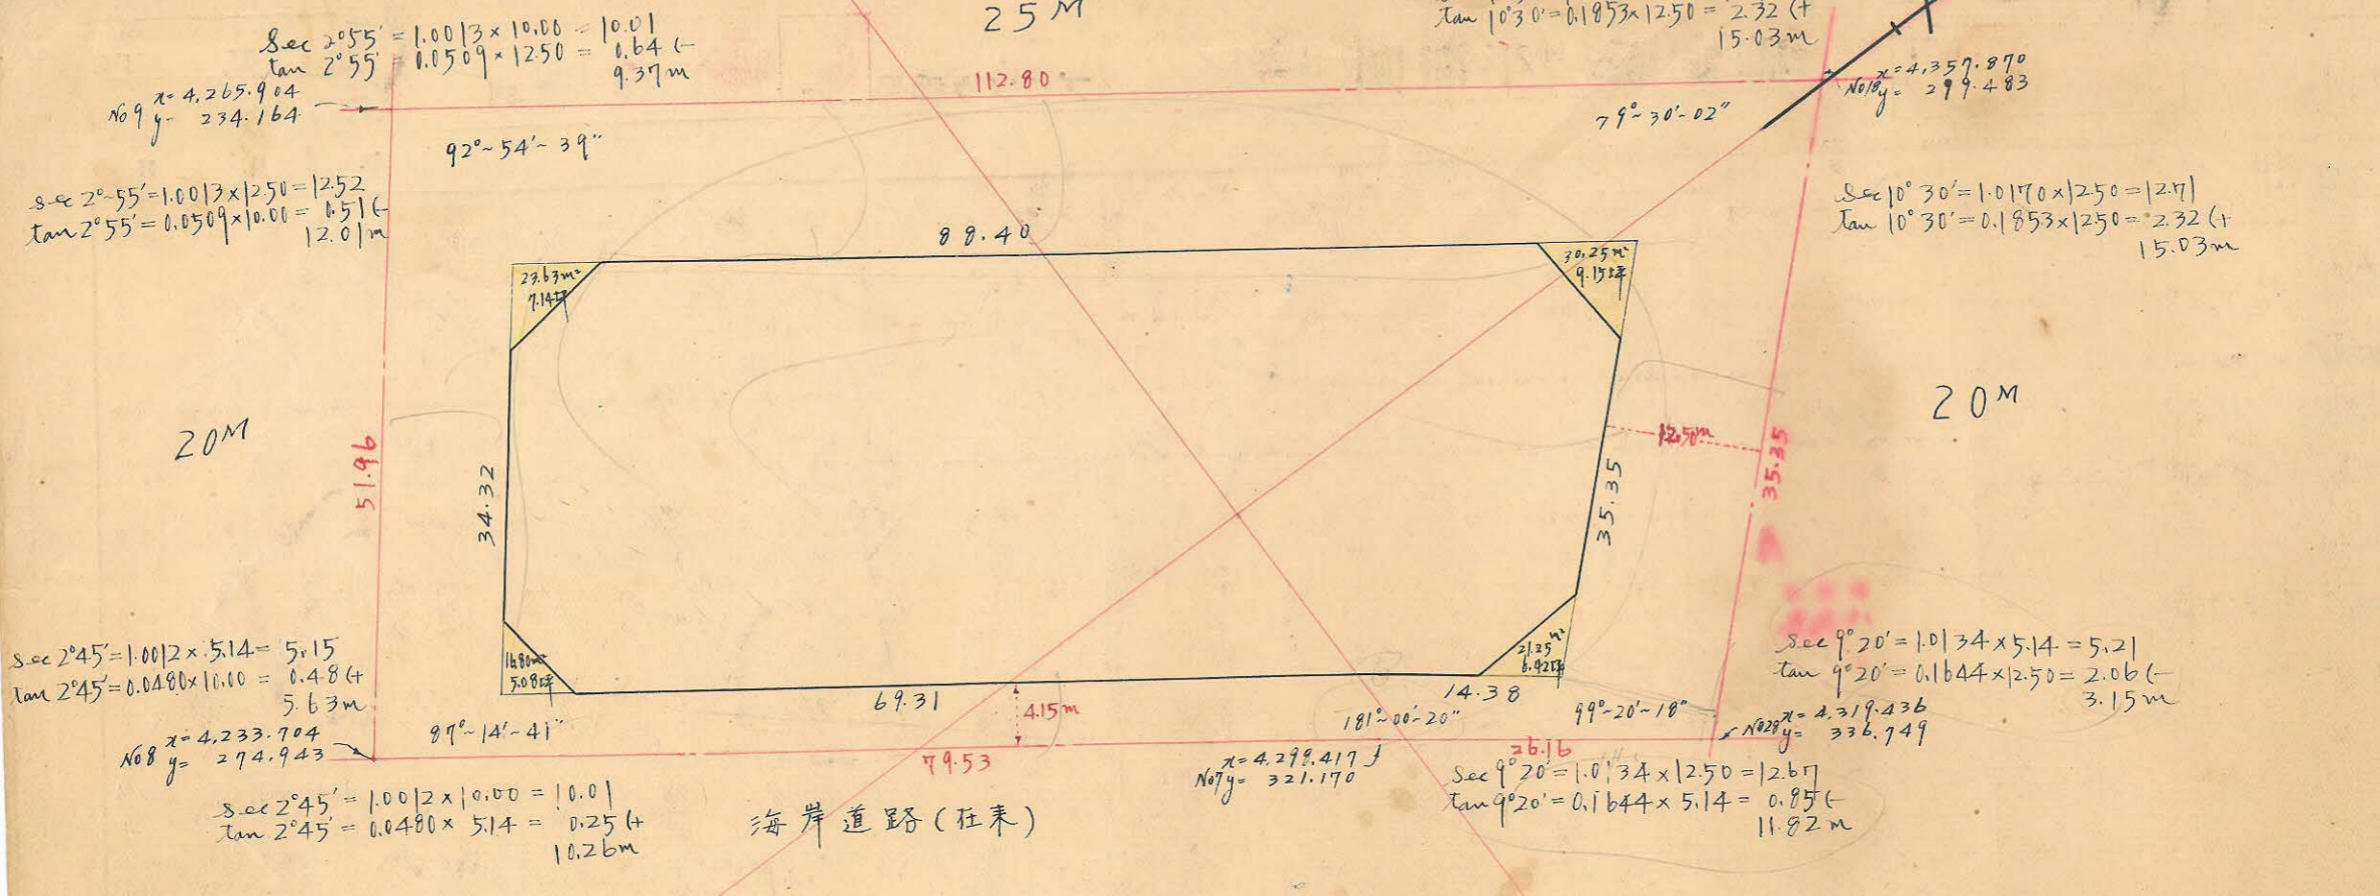 25M
tan 10°30'=0.1853×12.50= 2.32 (+
15.03m
Sec 2°55'=1.0013×10.00=10.01
tan 2°55' 0.0509×12.50= 0.64 (-
9.37m
No9 x=4,265.904
y= 234.164
112.80
No18 x=4,357.870
y= 299.483
92°~54'~39"
79°~30'~02"
sec 2°~55'=1.0013×12.50=12.52
tan 2°55'=0.0509×10.00= 0.51(-
12.01m
Sec 10°30'=1.0170×12.50=12.71
tan 10°30'=0.1853×12.50=2.32 (+
15.03m
88.40
23.63m²
7.14坪
30.25m²
9.15坪
20M
51.96
34.32
12.50m
35.35
35.35
20M
sec 2°45'=1.0012×5.14= 5.15
tan 2°45'=0.0480×10.00= 0.48 (+
5.63m
16.80m²
5.08坪
21.25m²
6.42坪
Sec 9°20'=1.0134×5.14=5.21
tan 9°20'=0.1644×12.50=2.06 (-
3.15m
69.31
4.15m
14.38
87°~14'~41"
181°~00'~20"
99°~20'~18"
No8 x=4,233.704
y= 274.943
79.53
No7 x=4,298.417
y= 321.170
26.16
No28 x=4,319.436
y= 336.749
sec 2°45'=1.0012×10.00=10.01
tan 2°45'=0.0480×5.14= 0.25 (+
10.26m
海岸道路(在来)
Sec 9°20'=1.0134×12.50=12.67
tan 9°20'=0.1644×5.14= 0.85(-
11.82m